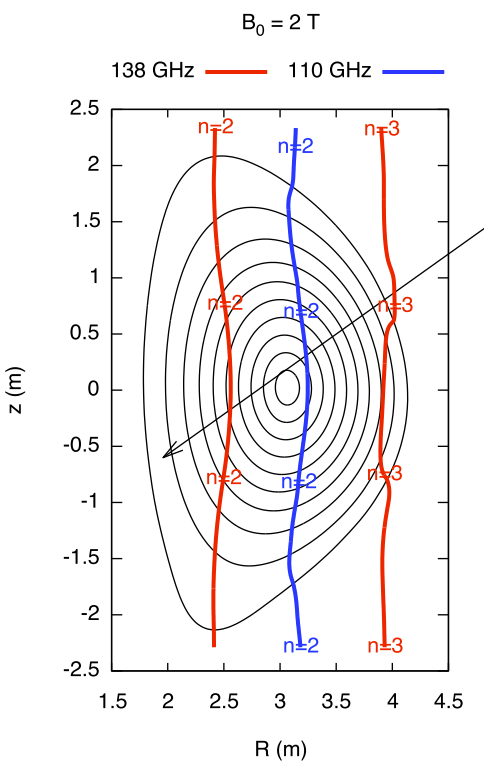 B₀ = 2 T
138 GHz 110 GHz
2.5
2
1.5
1
0.5
0
-0.5
-1
-1.5
-2
-2.5
z (m)
n=2
n=2
n=3
n=2
n=2
n=3
n=2
n=2
n=3
n=2
n=3
1.5 2 2.5 3 3.5 4 4.5
R (m)